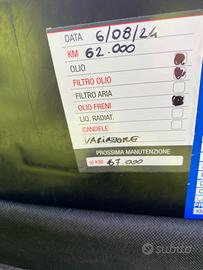 DATA 6/08/24
KM 62.000
OLIO
FILTRO OLIO
FILTRO ARIA
OLIO FRENI
LIQ. RADIAT.
CANDELE
VARIATORE
PROSSIMA MANUTENZIONE
KM 67.000
subito